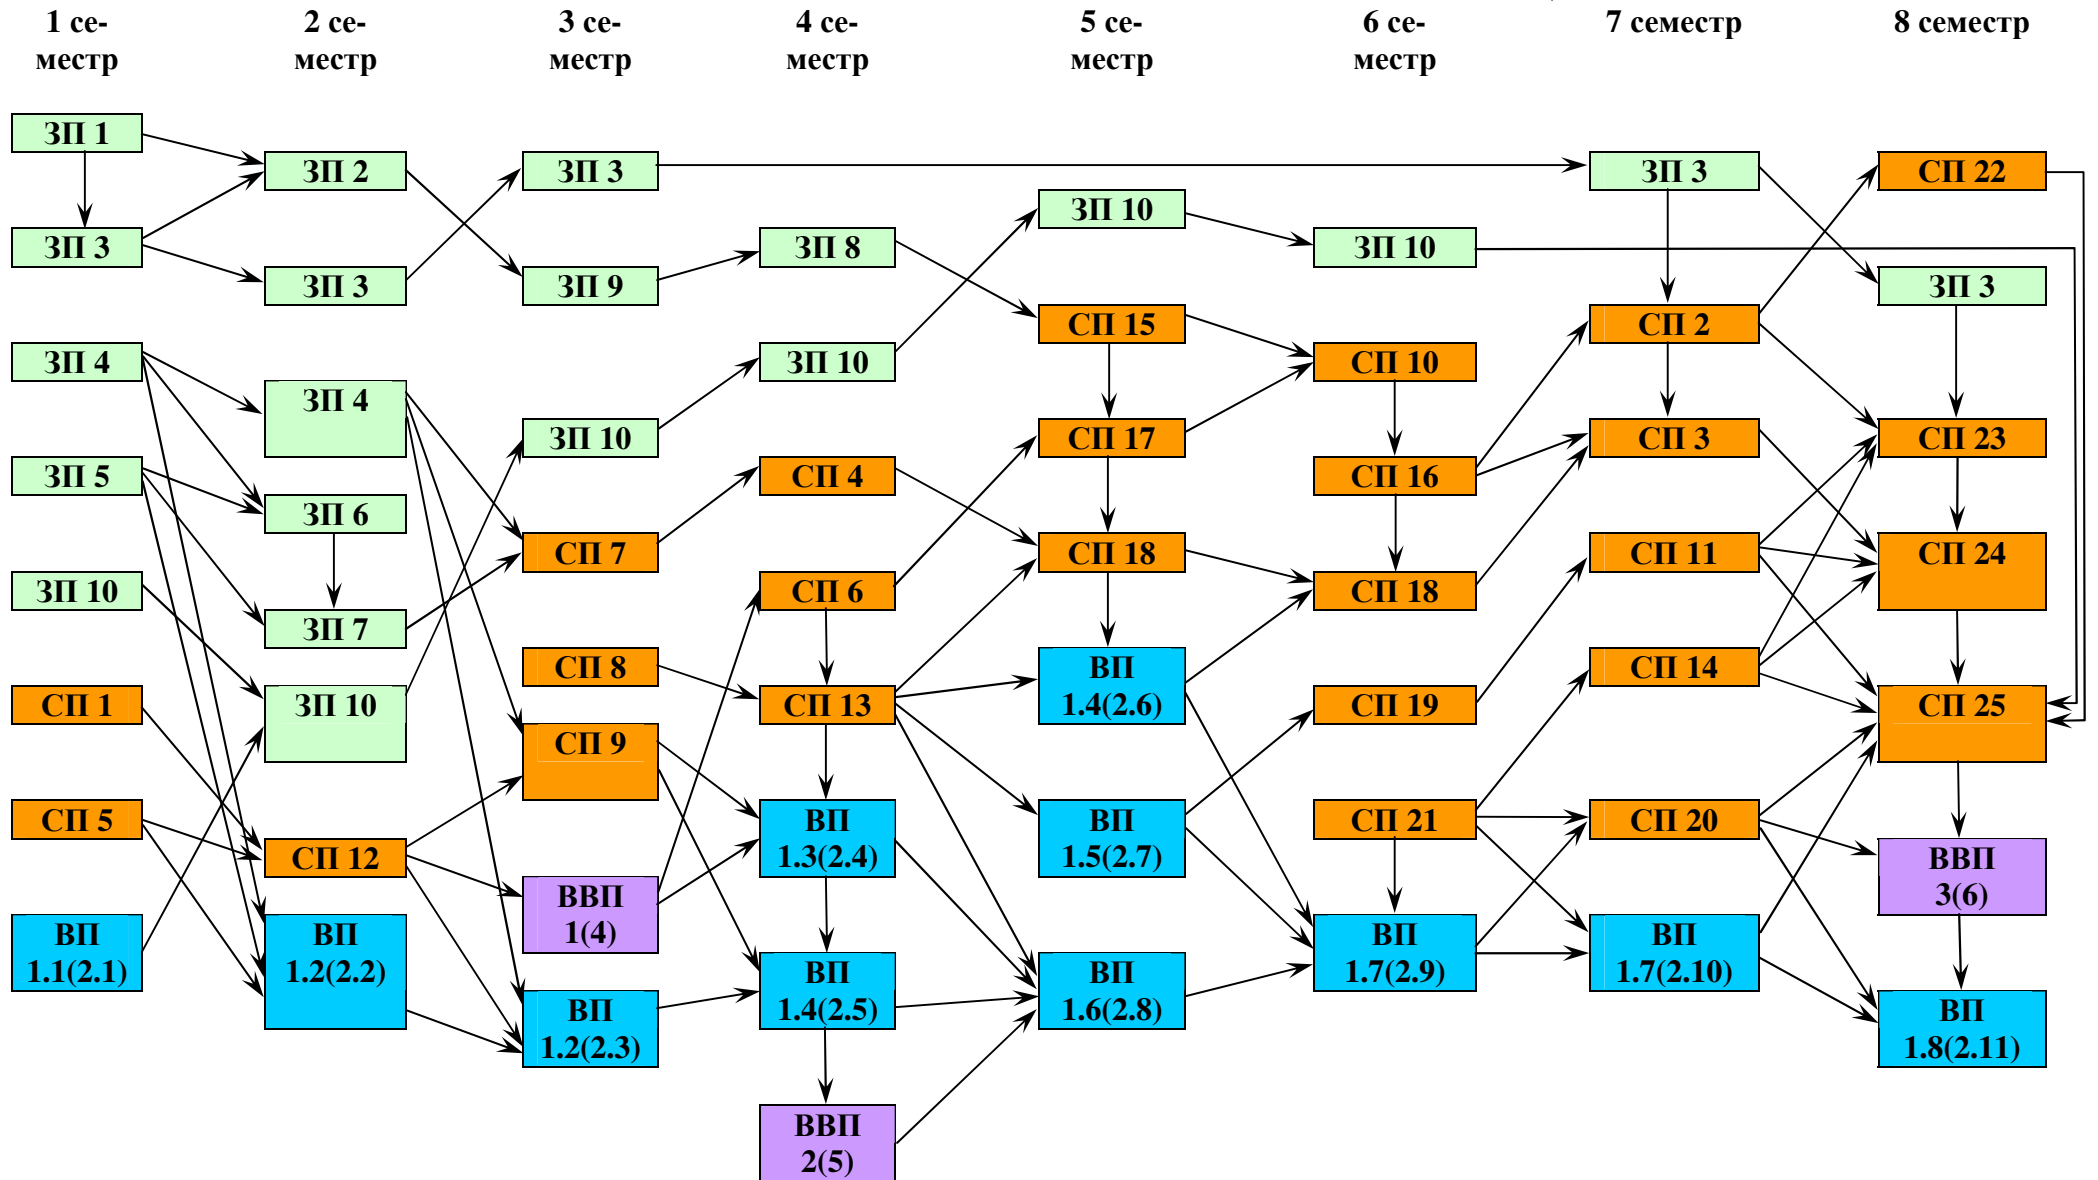 1 се-
местр
2 се-
местр
3 се-
местр
4 се-
местр
5 се-
местр
6 се-
местр
7 семестр
8 семестр
ЗП 1
ЗП 3
ЗП 4
ЗП 5
ЗП 10
СП 1
СП 5
ВП
1.1(2.1)
ЗП 2
ЗП 3
ЗП 4
ЗП 6
ЗП 7
ЗП 10
СП 12
ВП
1.2(2.2)
ЗП 3
ЗП 9
ЗП 10
СП 7
СП 8
СП 9
ВВП
1(4)
ВП
1.2(2.3)
ЗП 8
ЗП 10
СП 4
СП 6
СП 13
ВП
1.3(2.4)
ВП
1.4(2.5)
ВВП
2(5)
ЗП 10
СП 15
СП 17
СП 18
ВП
1.4(2.6)
ВП
1.5(2.7)
ВП
1.6(2.8)
ЗП 10
СП 10
СП 16
СП 18
СП 19
СП 21
ВП
1.7(2.9)
ЗП 3
СП 2
СП 3
СП 11
СП 14
СП 20
ВП
1.7(2.10)
СП 22
ЗП 3
СП 23
СП 24
СП 25
ВВП
3(6)
ВП
1.8(2.11)